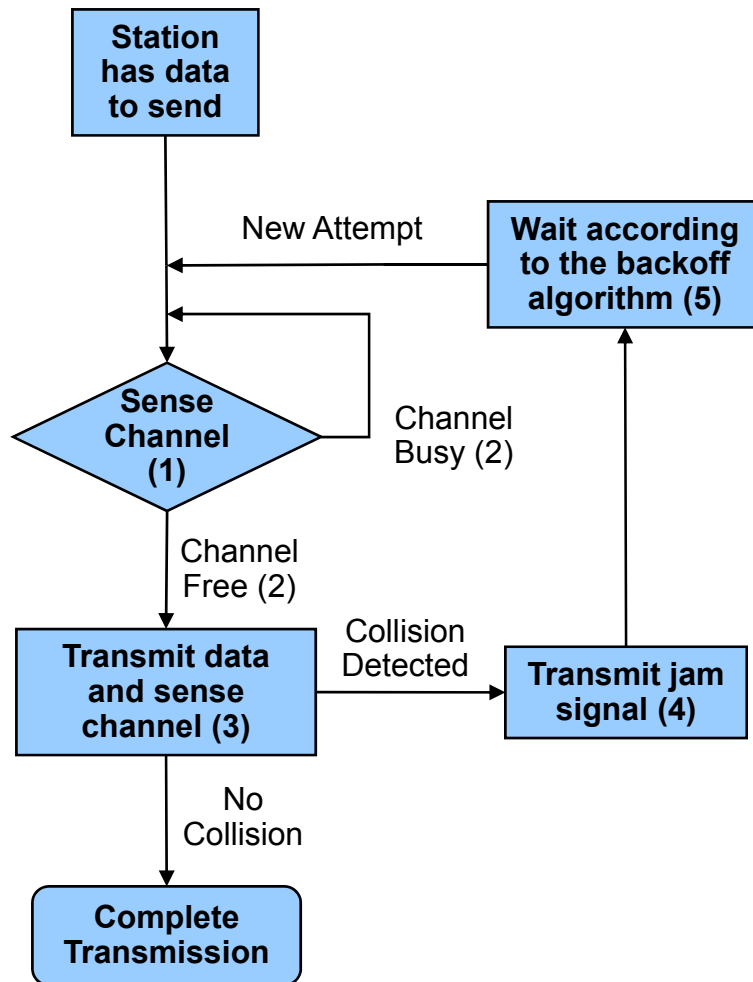 Station
has data
to send
New Attempt
Wait according
to the backoff
algorithm (5)
Sense
Channel
(1)
Channel
Busy (2)
Channel
Free (2)
Transmit data
and sense
channel (3)
Collision
Detected
Transmit jam
signal (4)
No
Collision
Complete
Transmission